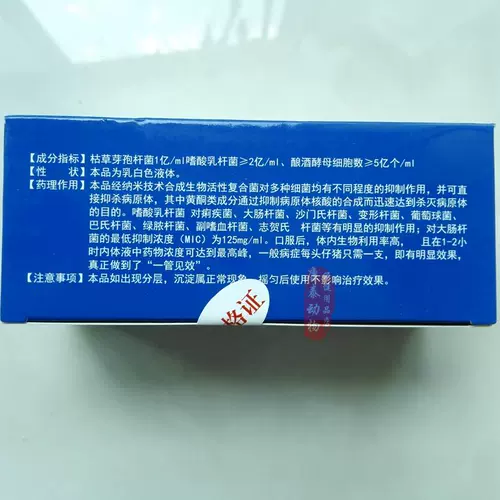 【成分指标】枯草芽孢杆菌1亿/ml嗜酸乳杆菌≥2亿/ml、酿酒酵母细胞数≥5亿个/ml
【性 状】本品为乳白色液体。
【药理作用】本品经纳米技术合成生物活性复合菌对多种细菌均有不同程度的抑制作用,并可直
接抑杀病原体,其中黄酮类成分通过抑制病原体核酸的合成而迅速达到杀灭病原体
的目的。嗜酸乳杆菌 对痢疾菌、大肠杆菌、沙门氏杆菌、变形杆菌、葡萄球菌、
巴氏杆菌、绿脓杆菌、副嗜血杆菌、志贺氏 杆菌等有明显的抑制作用;对大肠杆
菌的最低抑制浓度(MIC)为125mg/ml。口服后,体内生物利用率高, 且在1-2小
时内体液中药物浓度可达到最高峰,一般病症每头仔猪只需一支,即有明显效果,
真正做到了“一管见效”。
【注意事项】本品如出现分层,沉淀属正常现象,摇匀后使用不影响治疗效果。
格证
动物